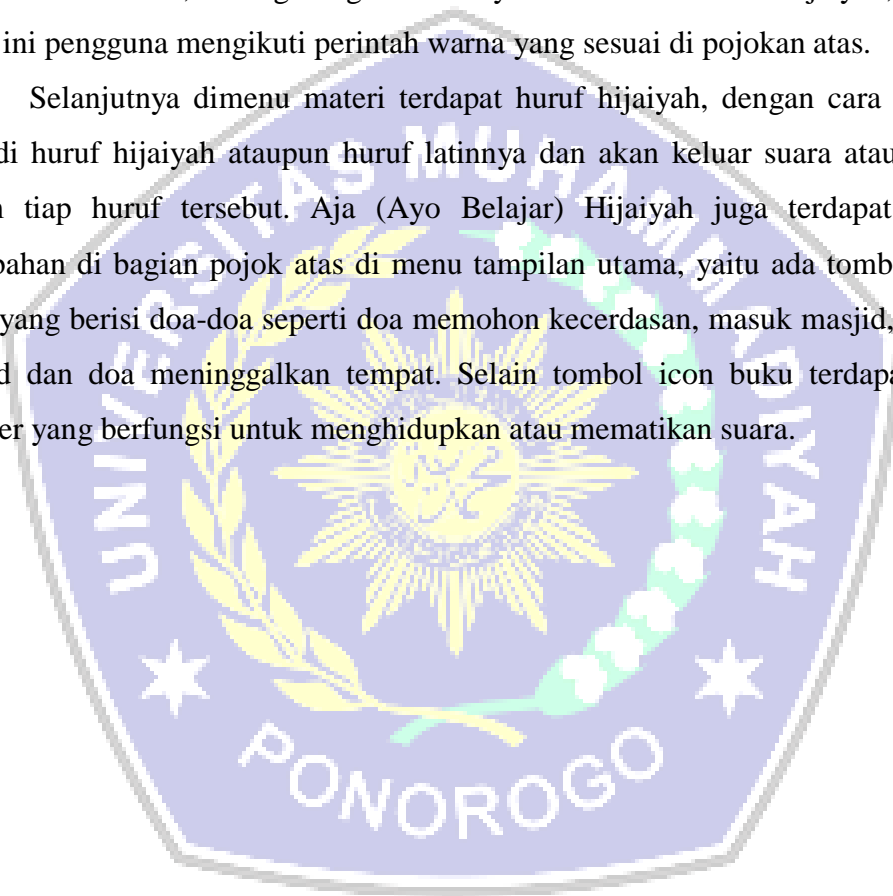 ini pengguna mengikuti perintah warna yang sesuai di pojokan atas.
Selanjutnya dimenu materi terdapat huruf hijaiyah, dengan cara
di huruf hijaiyah ataupun huruf latinnya dan akan keluar suara atau
tiap huruf tersebut. Aja (Ayo Belajar) Hijaiyah juga terdapat
bahan di bagian pojok atas di menu tampilan utama, yaitu ada tomb
yang berisi doa-doa seperti doa memohon kecerdasan, masuk masjid,
d dan doa meninggalkan tempat. Selain tombol icon buku terdapa
er yang berfungsi untuk menghidupkan atau mematikan suara.
UNIVERSITAS MUHAMMADIYAH
PONOROGO